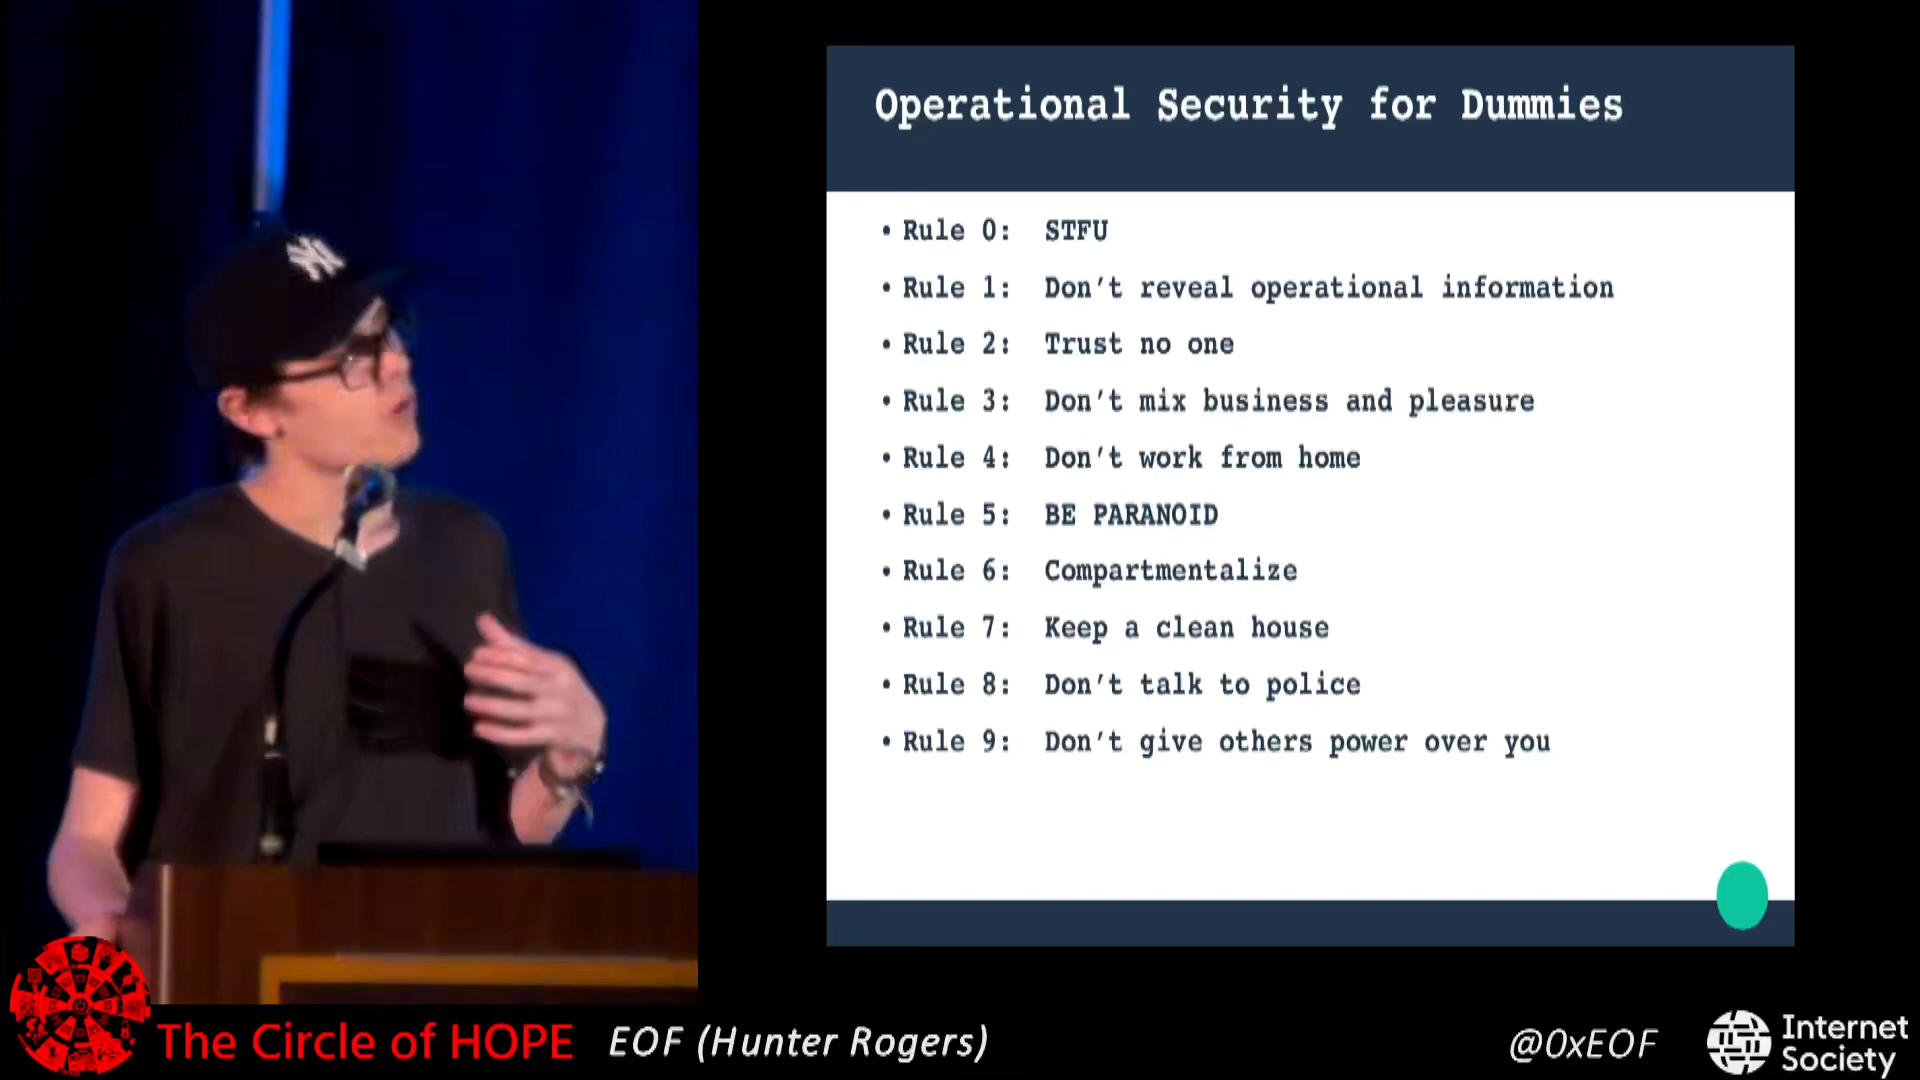 Operational Security for Dummies
• Rule 0: STFU
• Rule 1: Don't reveal operational information
• Rule 2: Trust no one
• Rule 3: Don't mix business and pleasure
• Rule 4: Don't work from home
• Rule 5: BE PARANOID
• Rule 6: Compartmentalize
• Rule 7: Keep a clean house
• Rule 8: Don't talk to police
• Rule 9: Don't give others power over you
NY
The Circle of HOPE
EOF (Hunter Rogers)
@0xEOF
Internet
Society